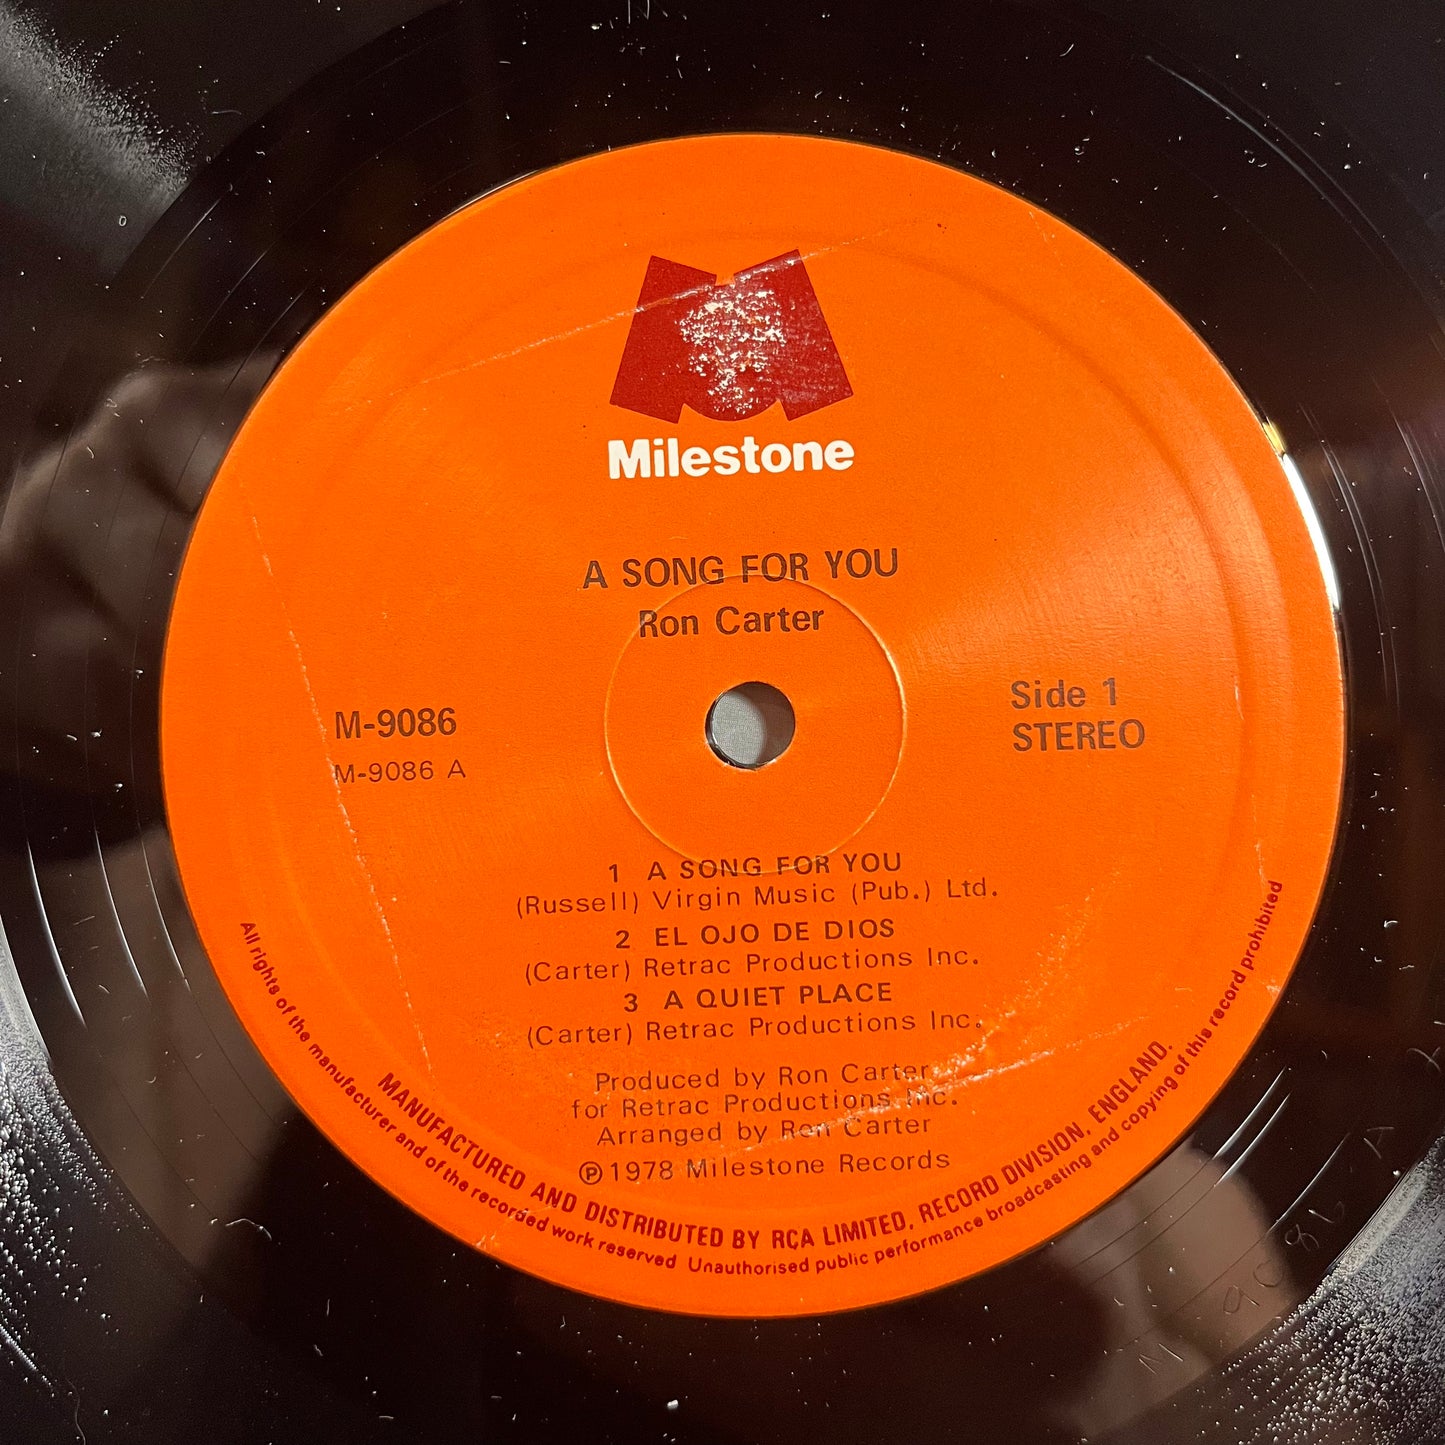 Milestone
A SONG FOR YOU
Ron Carter
M-9086
M-9086 A
Side 1
STEREO
1 A SONG FOR YOU
(Russell) Virgin Music (Pub.) Ltd.
2 EL OJO DE DIOS
(Carter) Retrac Productions Inc.
3 A QUIET PLACE
(Carter) Retrac Productions Inc.
Produced by Ron Carter
for Retrac Productions Inc.
Arranged by Ron Carter
Ⓟ1978 Milestone Records
MANUFACTURED AND DISTRIBUTED BY RCA LIMITED, RECORD DIVISION, ENGLAND.
All rights of the manufacturer and of the recorded work reserved Unauthorised public performance broadcasting and copying of this record prohibited
M 9086 A